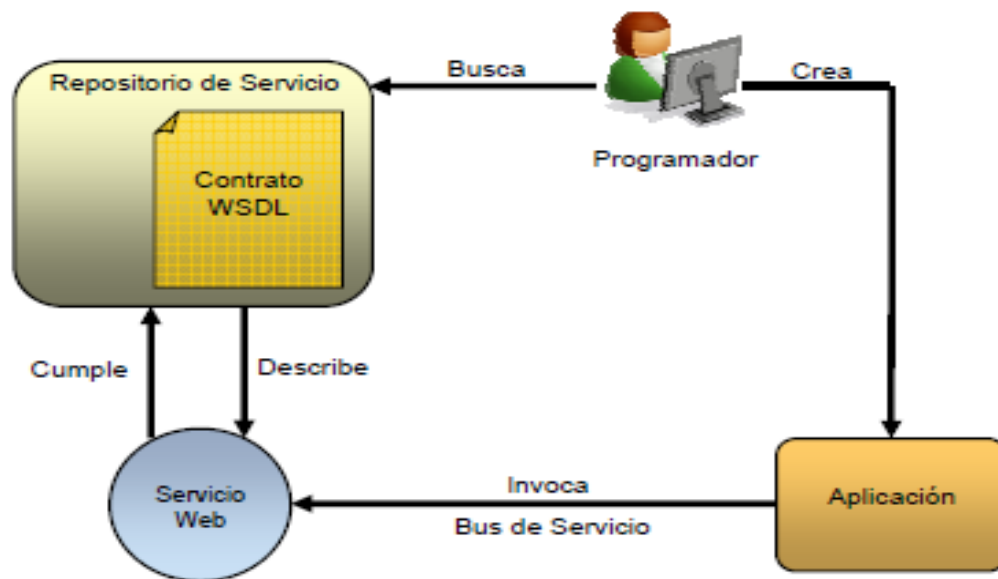 Repositorio de Servicio
Busca
Crea
Programador
Contrato
WSDL
Cumple
Describe
Servicio
Web
Invoca
Bus de Servicio
Aplicación